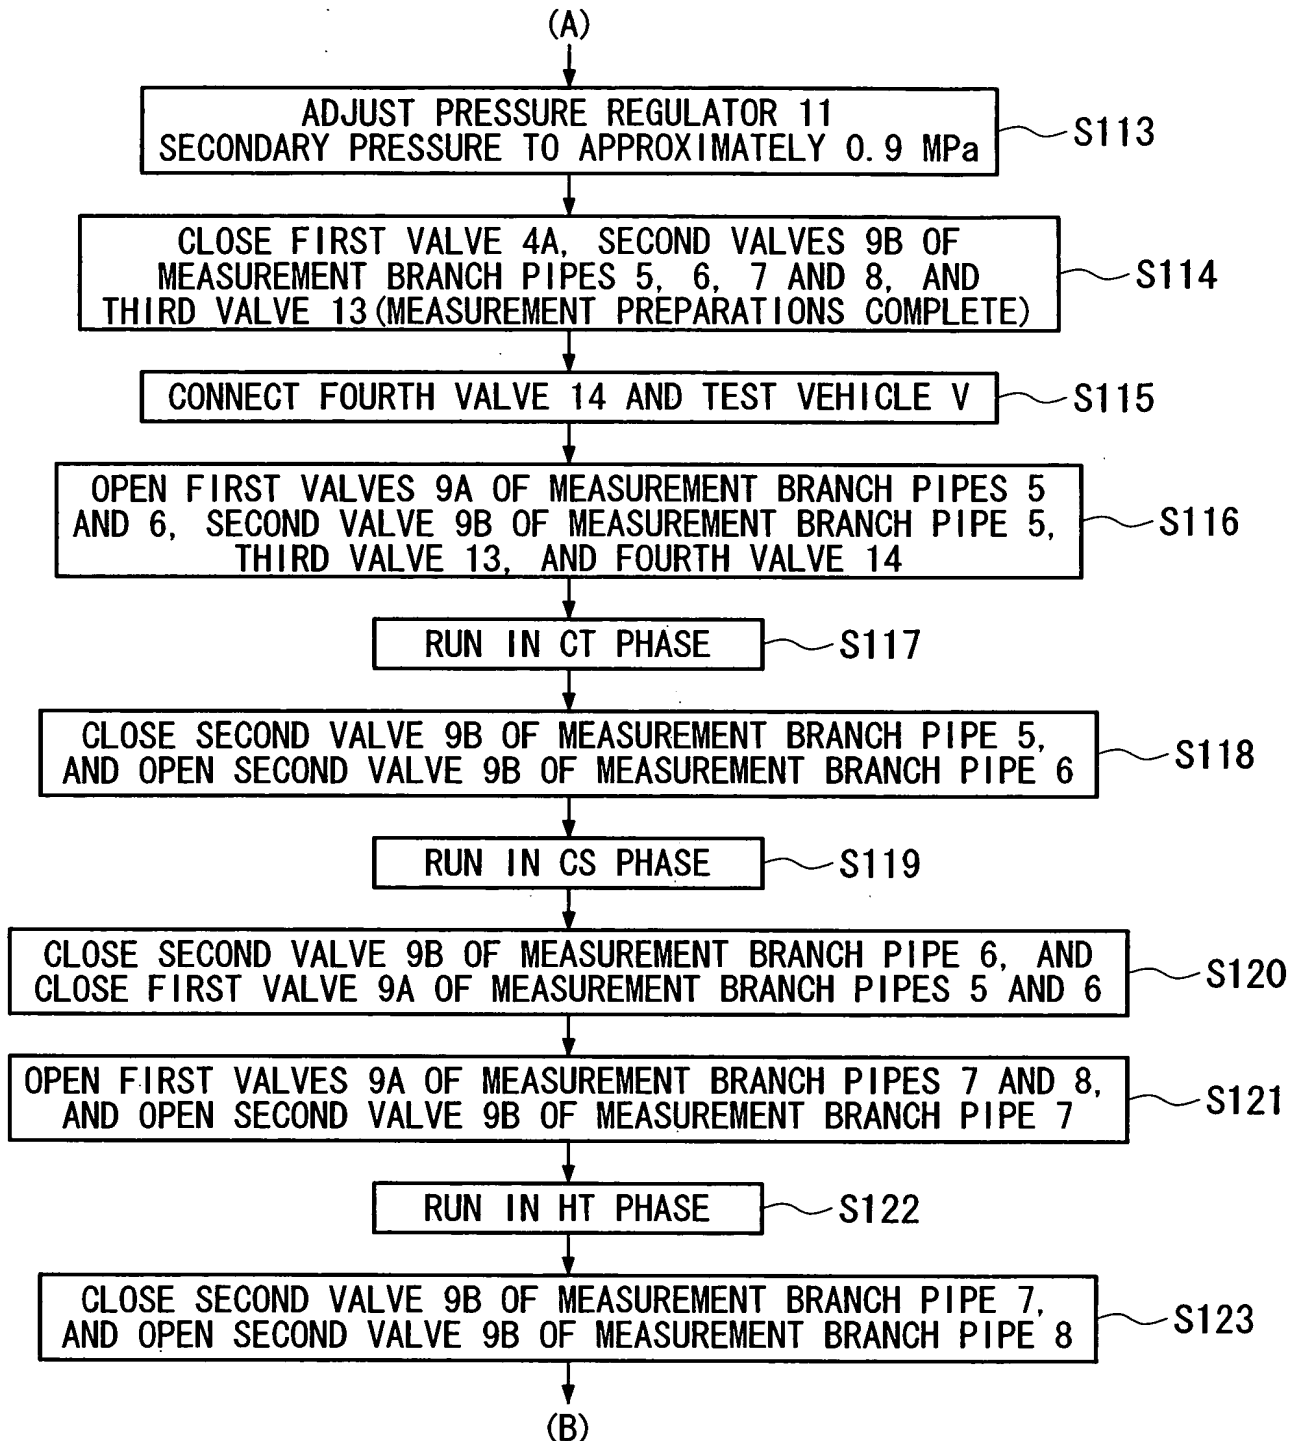 (A)
ADJUST PRESSURE REGULATOR 11
SECONDARY PRESSURE TO APPROXIMATELY 0.9 MPa
S113
CLOSE FIRST VALVE 4A, SECOND VALVES 9B OF
MEASUREMENT BRANCH PIPES 5, 6, 7 AND 8, AND
THIRD VALVE 13(MEASUREMENT PREPARATIONS COMPLETE)
S114
CONNECT FOURTH VALVE 14 AND TEST VEHICLE V
S115
OPEN FIRST VALVES 9A OF MEASUREMENT BRANCH PIPES 5
AND 6, SECOND VALVE 9B OF MEASUREMENT BRANCH PIPE 5,
THIRD VALVE 13, AND FOURTH VALVE 14
S116
RUN IN CT PHASE
S117
CLOSE SECOND VALVE 9B OF MEASUREMENT BRANCH PIPE 5,
AND OPEN SECOND VALVE 9B OF MEASUREMENT BRANCH PIPE 6
S118
RUN IN CS PHASE
S119
CLOSE SECOND VALVE 9B OF MEASUREMENT BRANCH PIPE 6, AND
CLOSE FIRST VALVE 9A OF MEASUREMENT BRANCH PIPES 5 AND 6
S120
OPEN FIRST VALVES 9A OF MEASUREMENT BRANCH PIPES 7 AND 8,
AND OPEN SECOND VALVE 9B OF MEASUREMENT BRANCH PIPE 7
S121
RUN IN HT PHASE
S122
CLOSE SECOND VALVE 9B OF MEASUREMENT BRANCH PIPE 7,
AND OPEN SECOND VALVE 9B OF MEASUREMENT BRANCH PIPE 8
S123
(B)